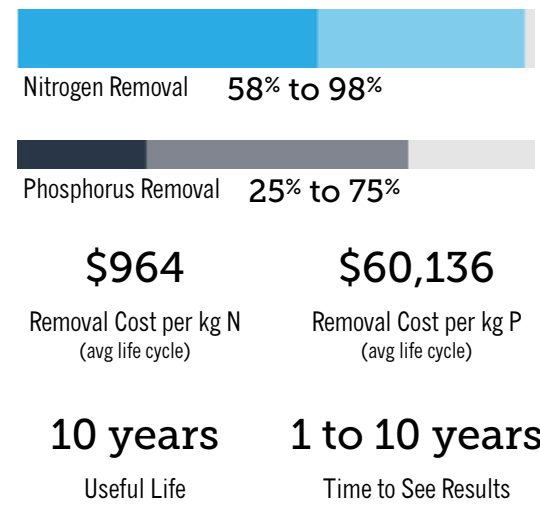 Nitrogen Removal 58% to 98%
Phosphorus Removal 25% to 75%
$964 $60,136
Removal Cost per kg N Removal Cost per kg P
(avg life cycle) (avg life cycle)
10 years 1 to 10 years
Useful Life Time to See Results